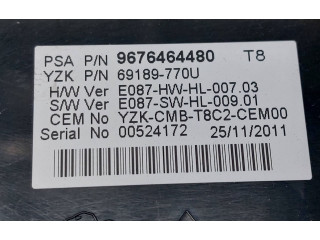 PSA P/N 9676464480 T8
YZK P/N 69189-770U
H/W Ver E087-HW-HL-007.03
S/W Ver E087-SW-HL-009.01
CEM No YZK-CMB-T8C2-CEM00
Serial No 00524172 25/11/2011